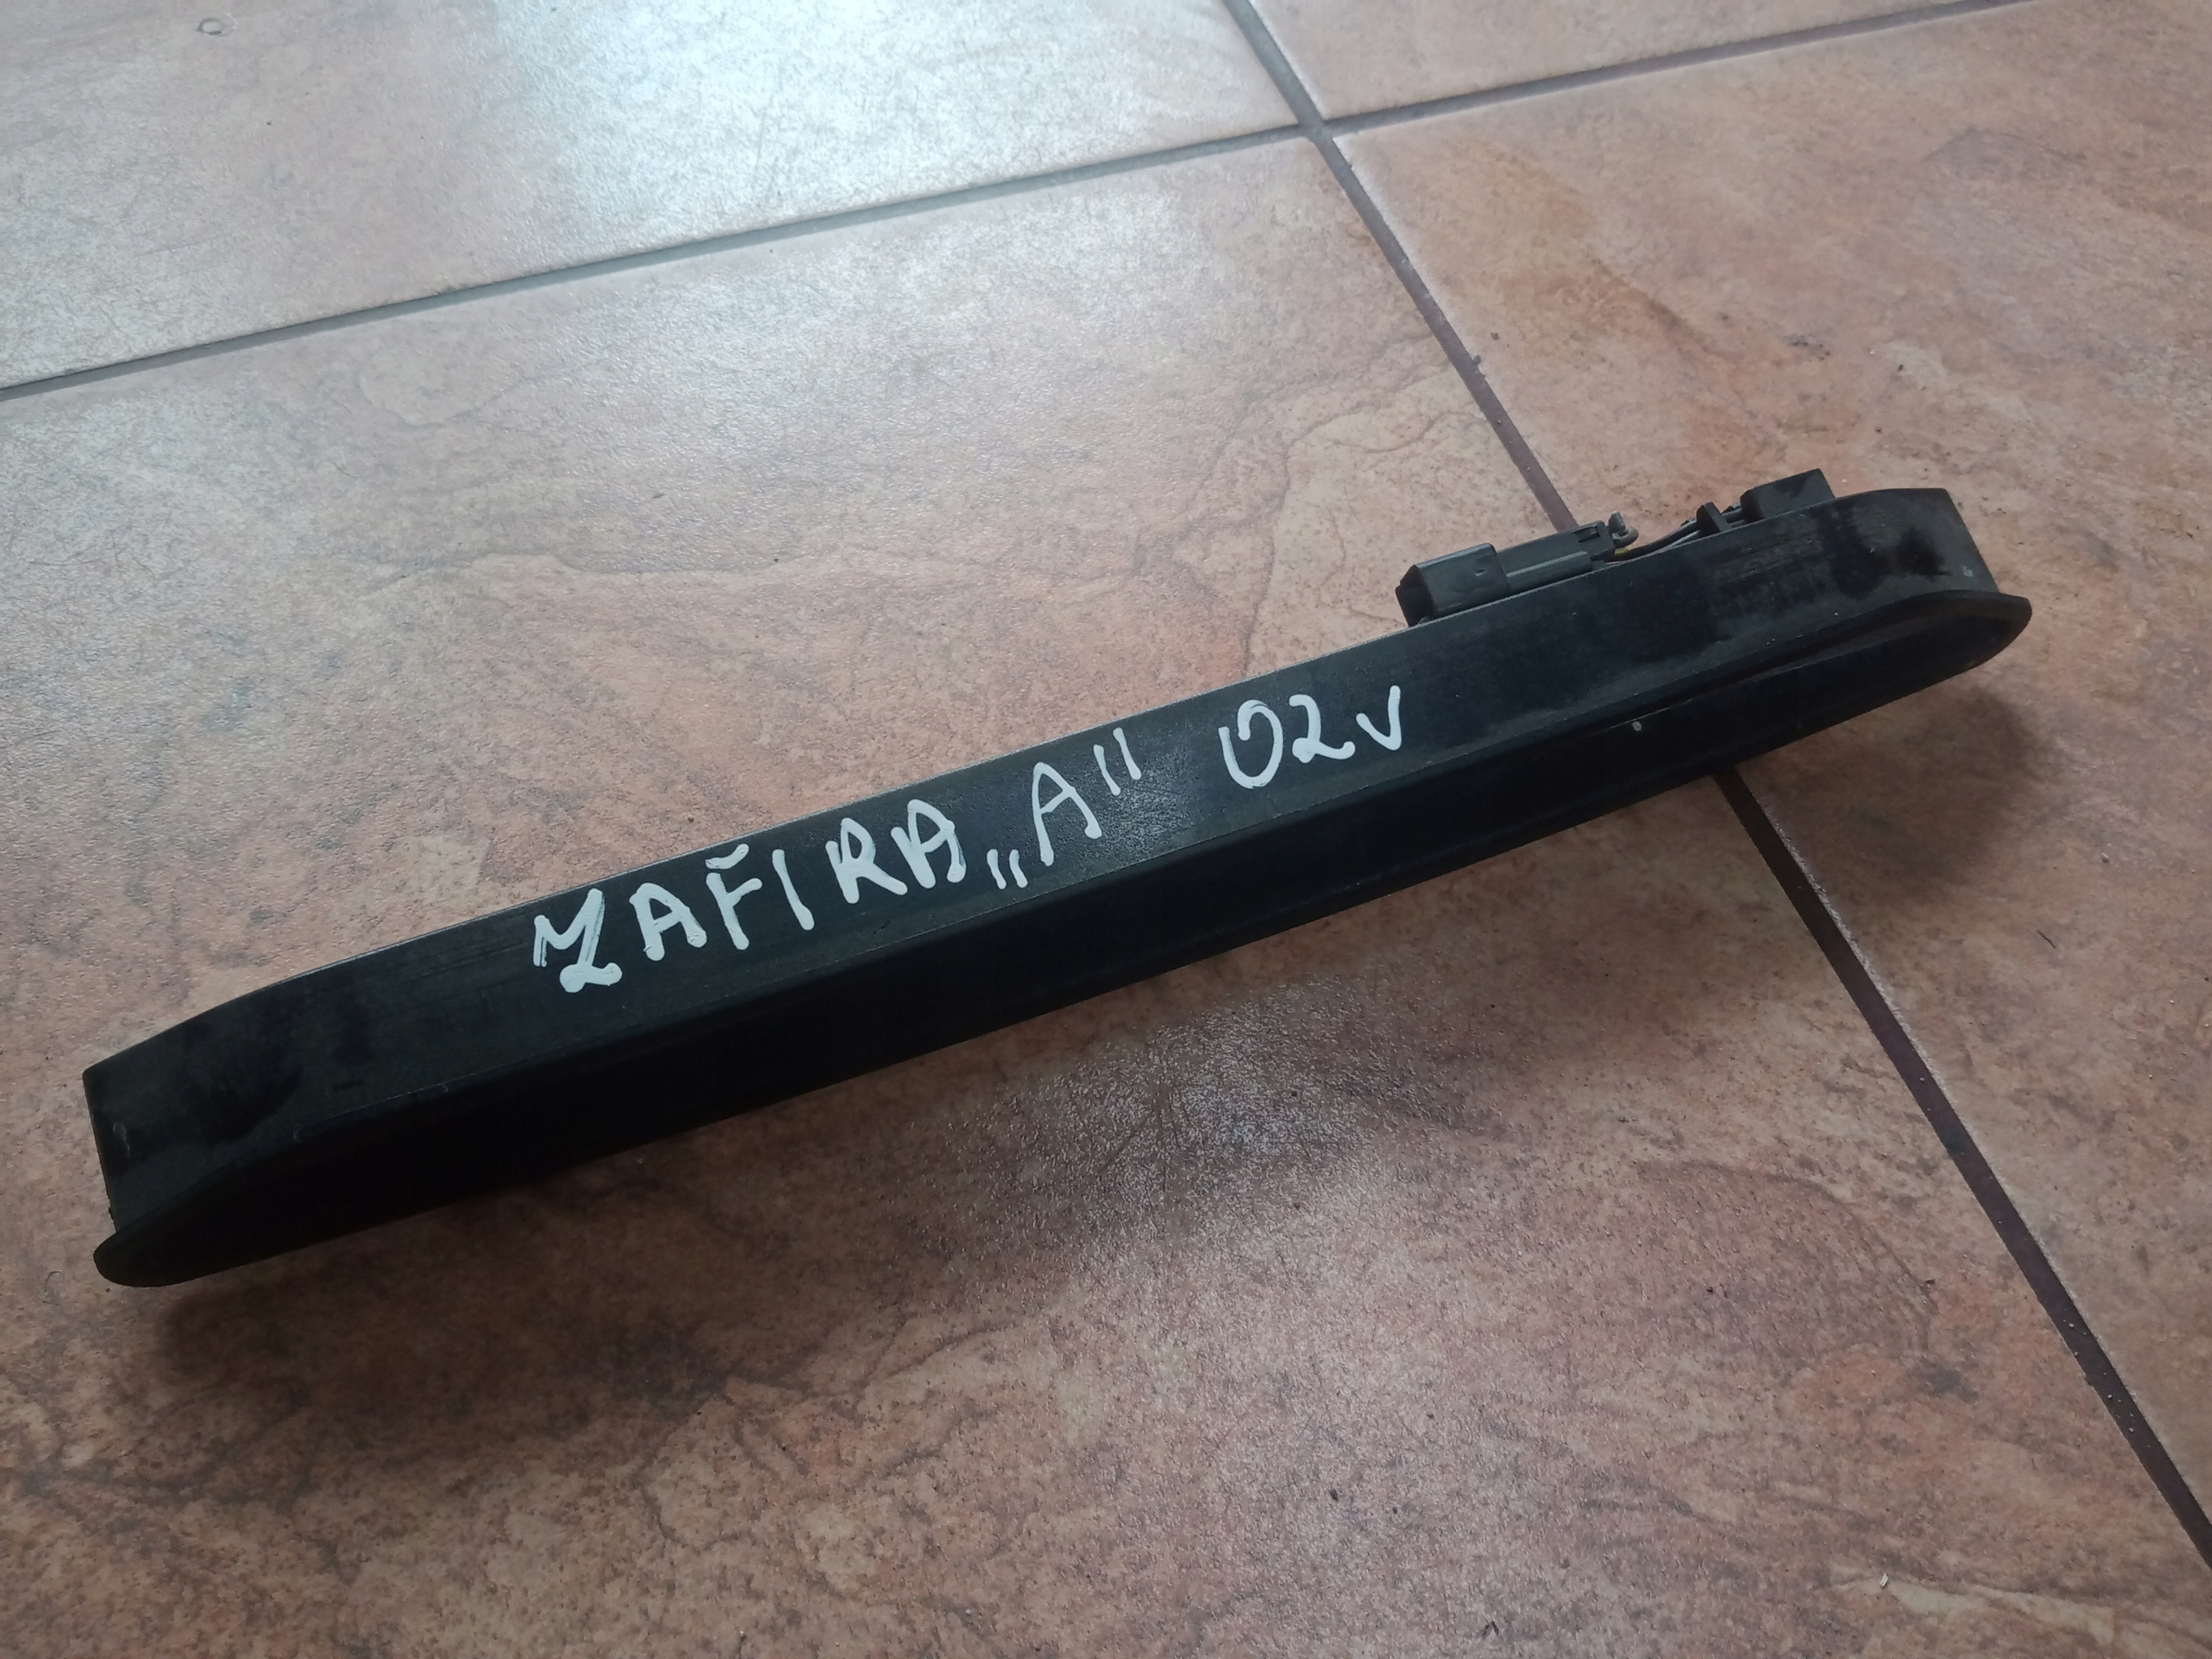 ZAFIRA „A" 02v